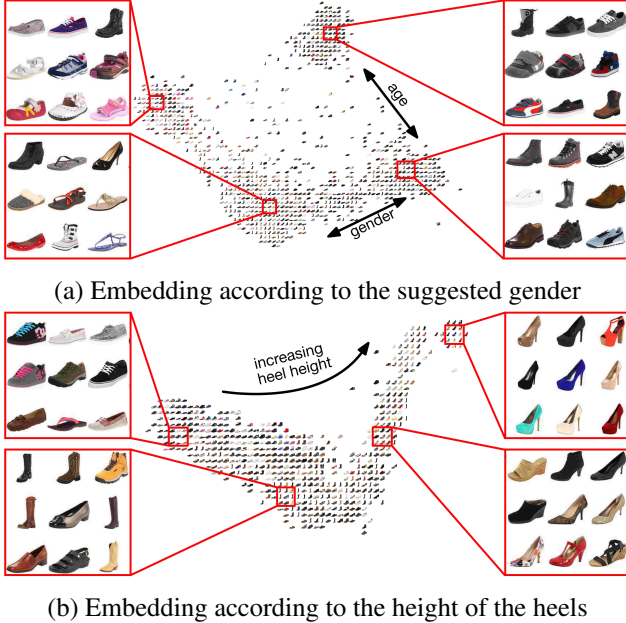 age
gender
(a) Embedding according to the suggested gender
increasing
heel height
(b) Embedding according to the height of the heels